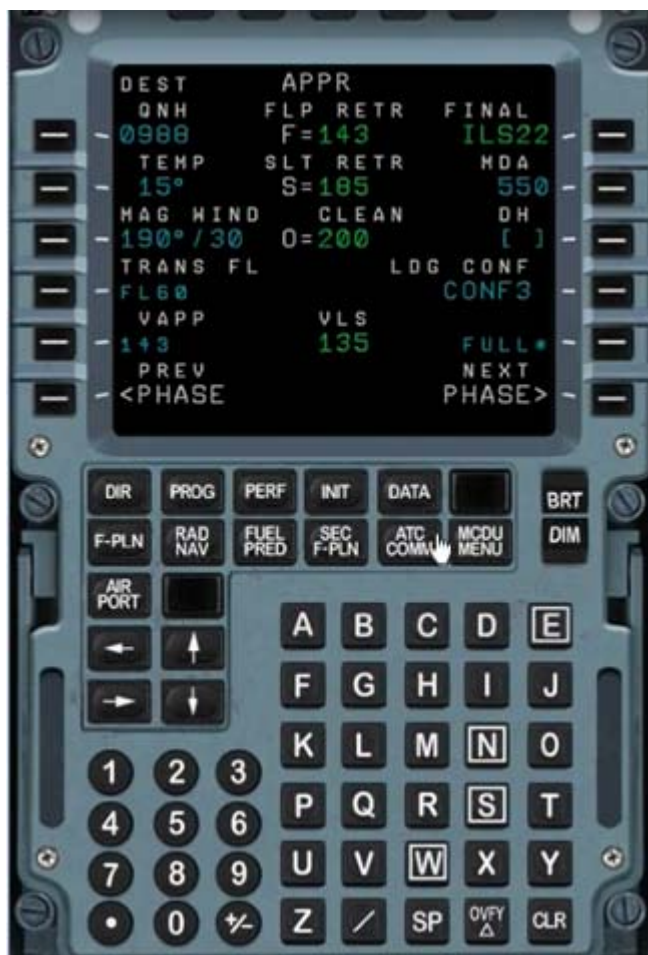 DEST APPR
QNH FLP RETR FINAL
0988 F=143 ILS22
TEMP SLT RETR MDA
15° S=185 550
MAG WIND CLEAN DH
190°/30 O=200 [ ]
TRANS FL LDG CONF
FL60 CONF3
VAPP VLS
143 135 FULL*
PREV NEXT
<PHASE PHASE>
DIR PROG PERF INIT DATA BRT
F-PLN RAD NAV FUEL PRED SEC F-PLN ATC COMM MCDU MENU DIM
AIR PORT
A B C D E
F G H I J
K L M N O
1 2 3
P Q R S T
4 5 6
U V W X Y
7 8 9
Z / SP OVFY Δ CLR
. 0 +/-